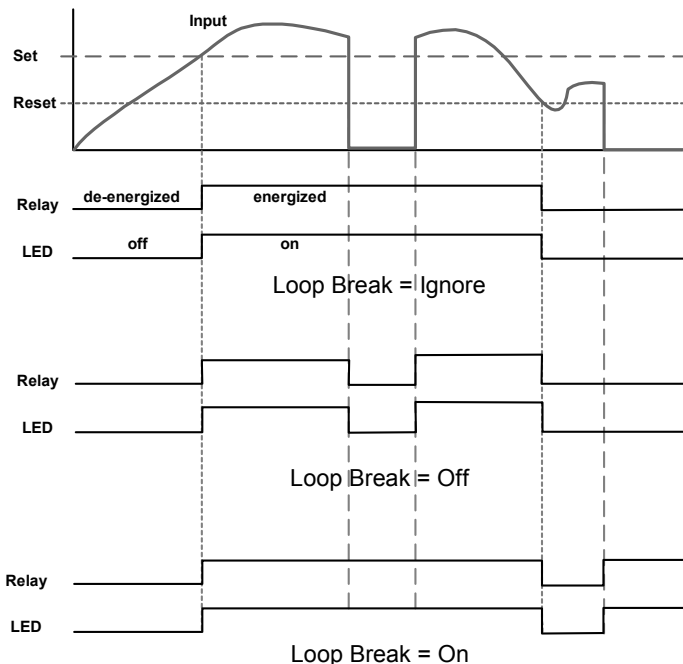 Input
Set
Reset
de-energized energized
Relay
off on
LED
Loop Break = Ignore
Relay
LED
Loop Break = Off
Relay
LED
Loop Break = On